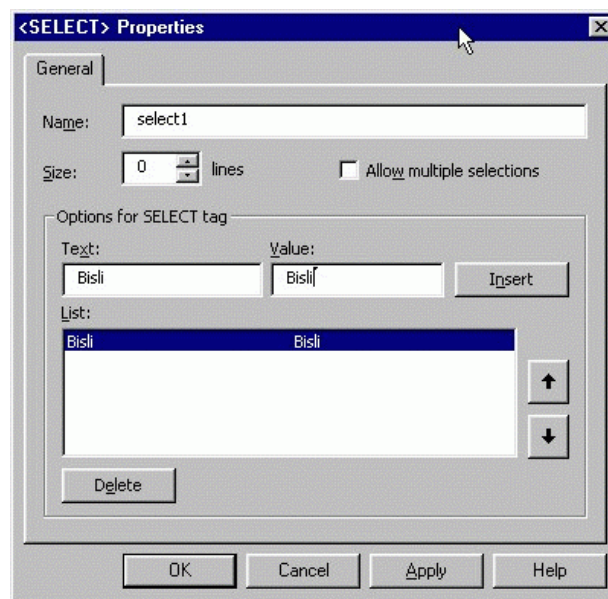 <SELECT> Properties
General
Name: select1
Size: 0 lines Allow multiple selections
Options for SELECT tag
Text: Value:
Bisli Bisli Insert
List:
Bisli Bisli
Delete
OK Cancel Apply Help